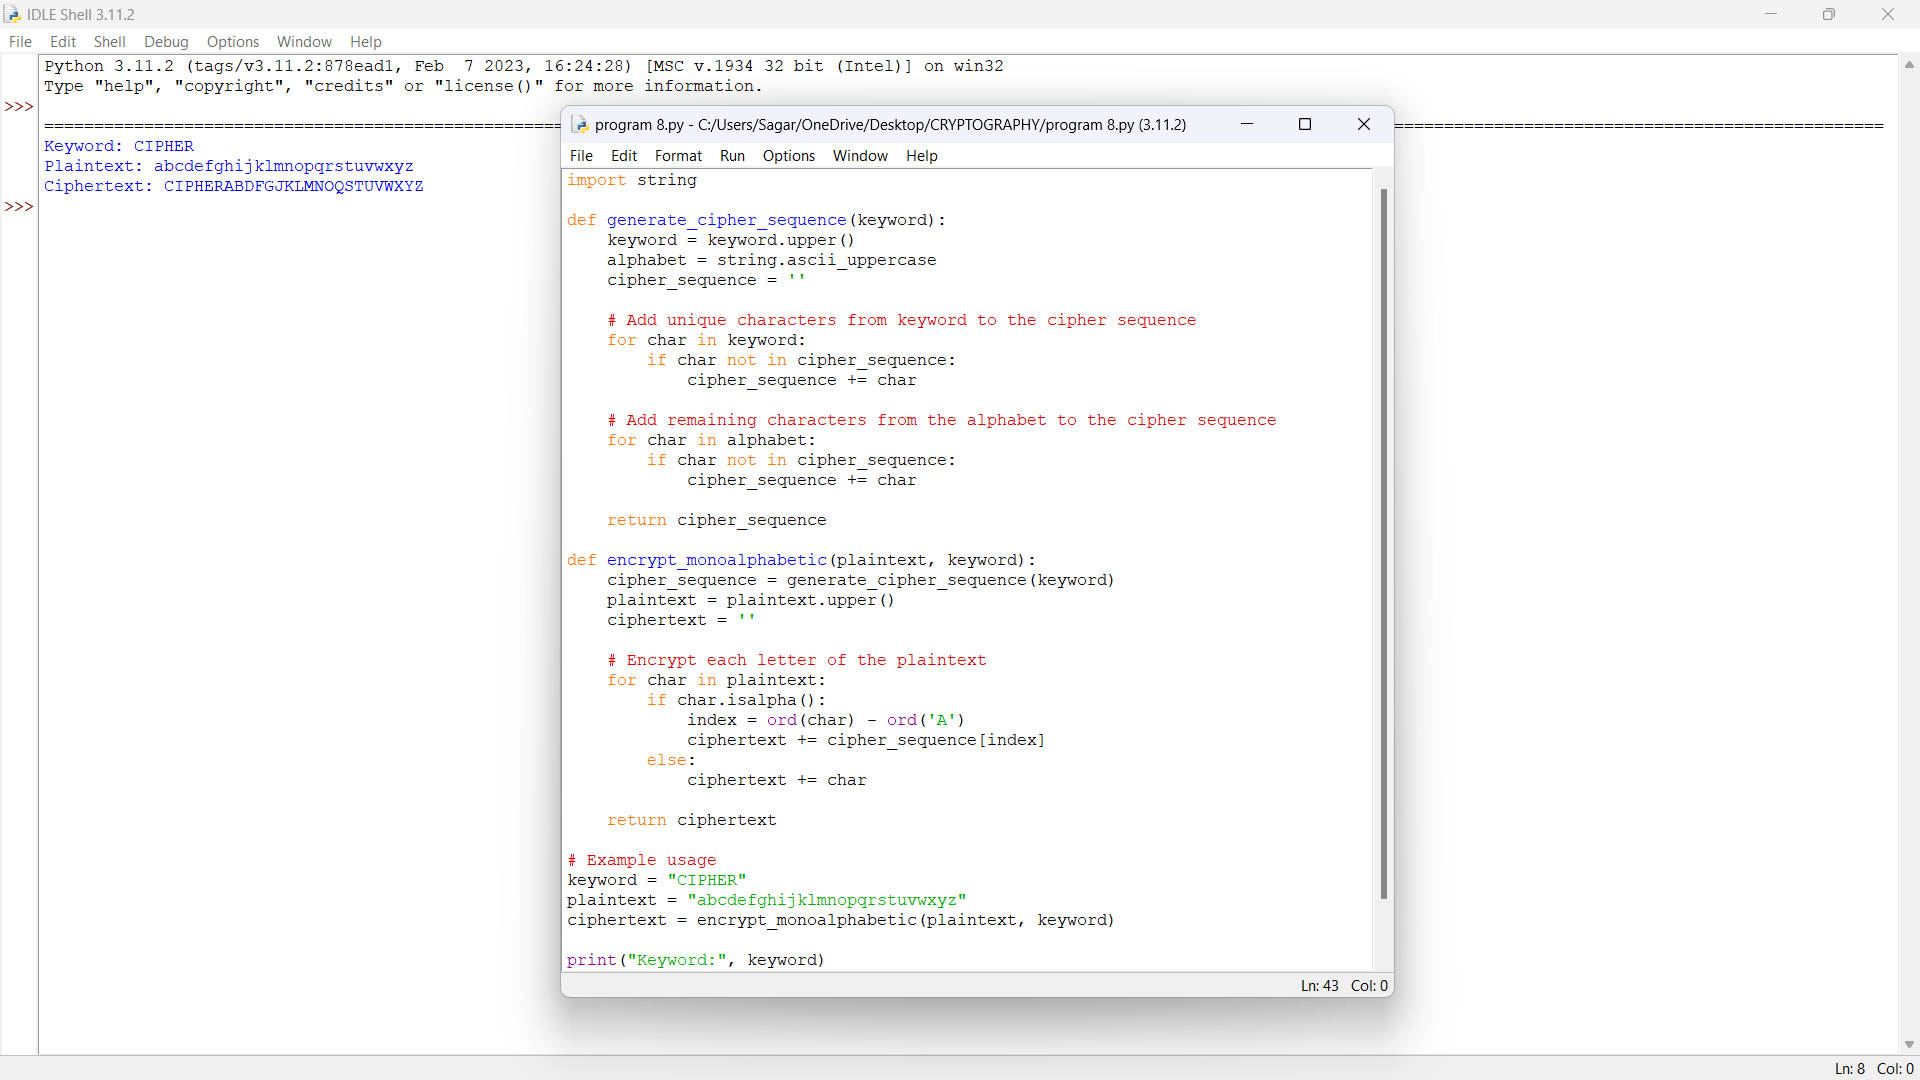 IDLE Shell 3.11.2
File Edit Shell Debug Options Window Help
Python 3.11.2 (tags/v3.11.2:878ead1, Feb  7 2023, 16:24:28) [MSC v.1934 32 bit (Intel)] on win32
Type "help", "copyright", "credits" or "license()" for more information.
>>>
Keyword: CIPHER
Plaintext: abcdefghijklmnopqrstuvwxyz
Ciphertext: CIPHERABDFGJKLMNOQSTUVWXYZ
>>>
program 8.py - C:/Users/Sagar/OneDrive/Desktop/CRYPTOGRAPHY/program 8.py (3.11.2)
File Edit Format Run Options Window Help
import string
def generate_cipher_sequence(keyword):
    keyword = keyword.upper()
    alphabet = string.ascii_uppercase
    cipher_sequence = ''
    # Add unique characters from keyword to the cipher sequence
    for char in keyword:
        if char not in cipher_sequence:
            cipher_sequence += char
    # Add remaining characters from the alphabet to the cipher sequence
    for char in alphabet:
        if char not in cipher_sequence:
            cipher_sequence += char
    return cipher_sequence
def encrypt_monoalphabetic(plaintext, keyword):
    cipher_sequence = generate_cipher_sequence(keyword)
    plaintext = plaintext.upper()
    ciphertext = ''
    # Encrypt each letter of the plaintext
    for char in plaintext:
        if char.isalpha():
            index = ord(char) - ord('A')
            ciphertext += cipher_sequence[index]
        else:
            ciphertext += char
    return ciphertext
# Example usage
keyword = "CIPHER"
plaintext = "abcdefghijklmnopqrstuvwxyz"
ciphertext = encrypt_monoalphabetic(plaintext, keyword)
print("Keyword:", keyword)
Ln: 43 Col: 0
Ln: 8 Col: 0